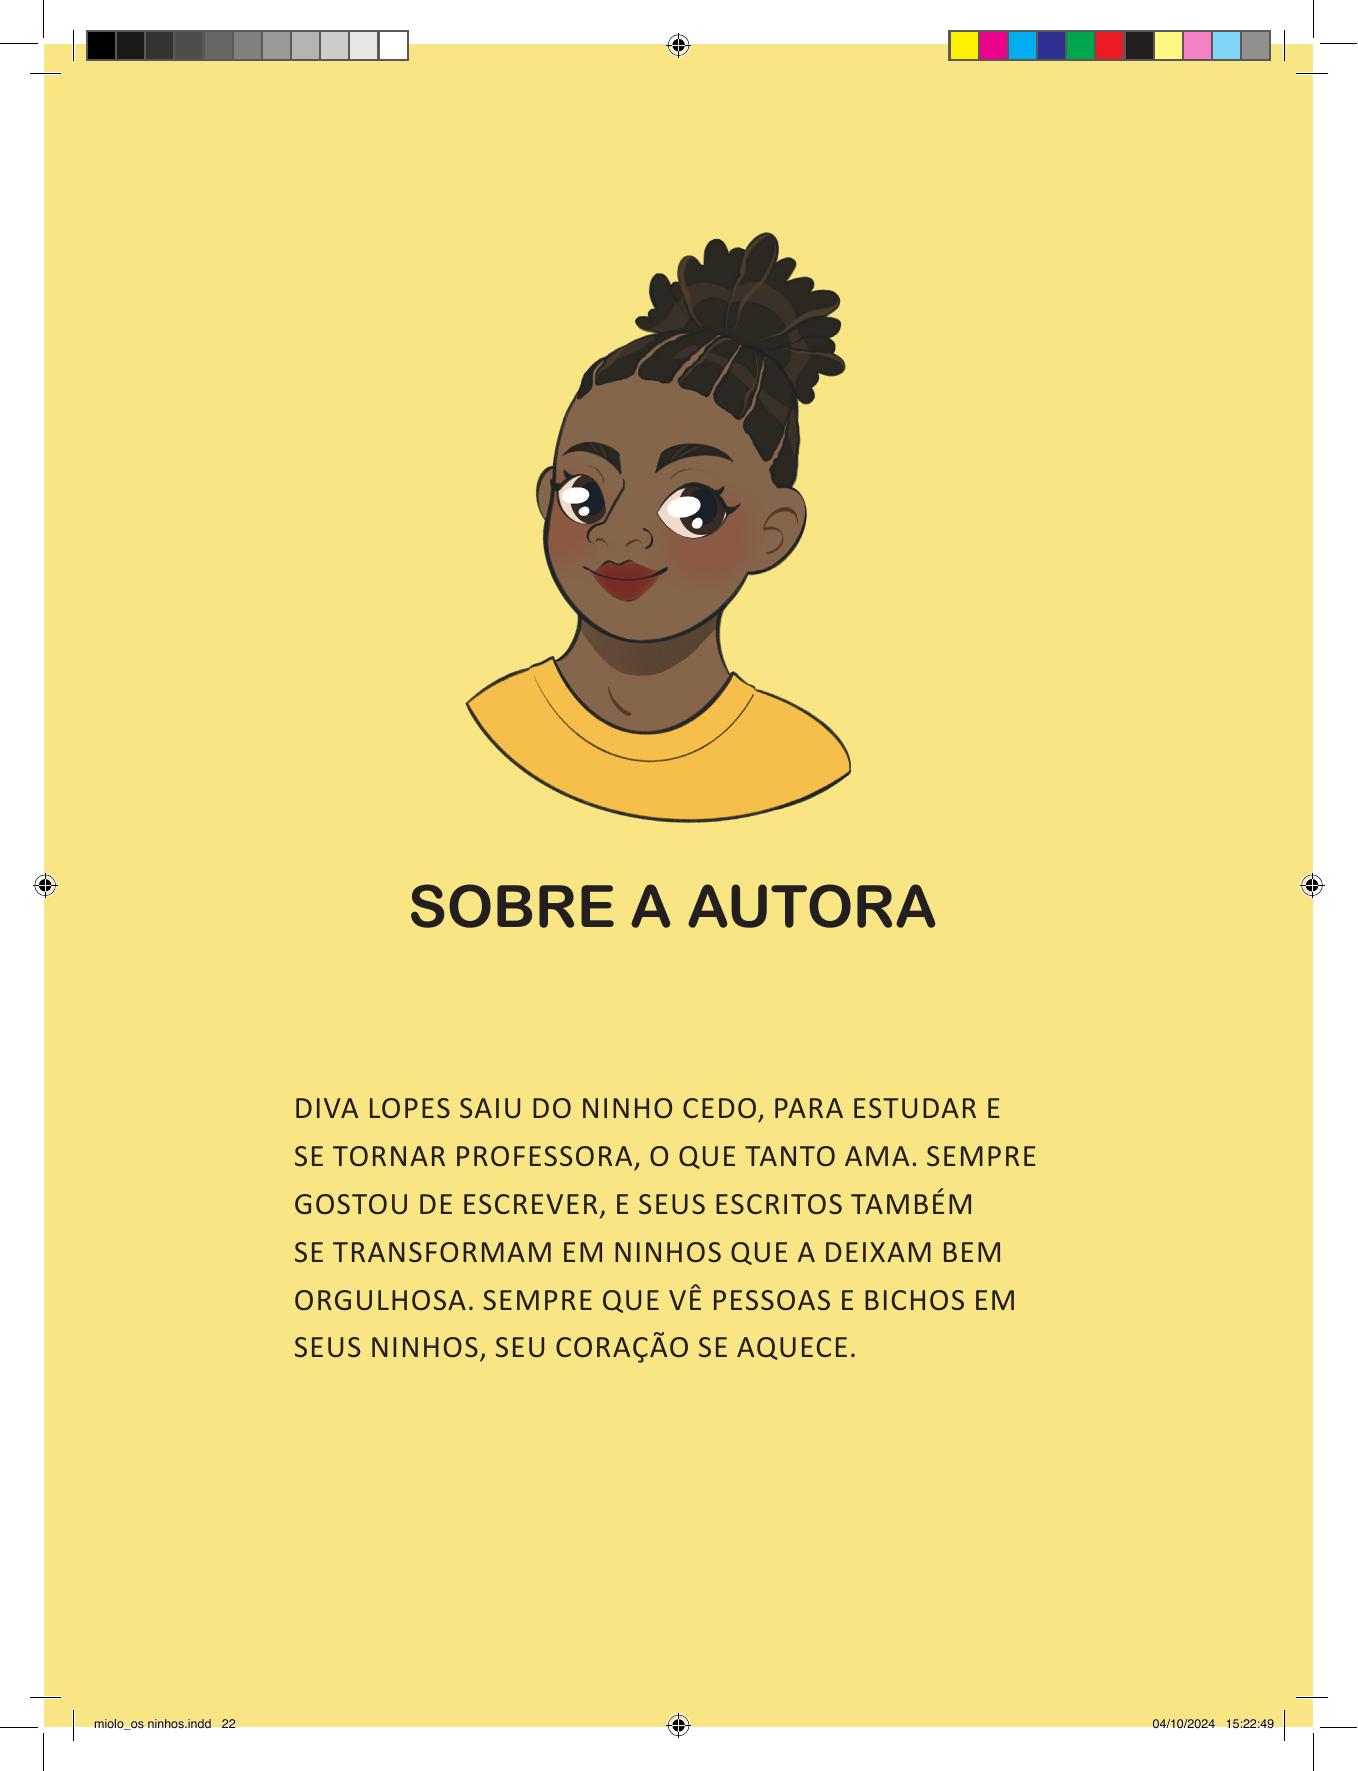 SOBRE A AUTORA
DIVA LOPES SAIU DO NINHO CEDO, PARA ESTUDAR E
SE TORNAR PROFESSORA, O QUE TANTO AMA. SEMPRE
GOSTOU DE ESCREVER, E SEUS ESCRITOS TAMBÉM
SE TRANSFORMAM EM NINHOS QUE A DEIXAM BEM
ORGULHOSA. SEMPRE QUE VÊ PESSOAS E BICHOS EM
SEUS NINHOS, SEU CORAÇÃO SE AQUECE.
miolo_os ninhos.indd 22 04/10/2024 15:22:49